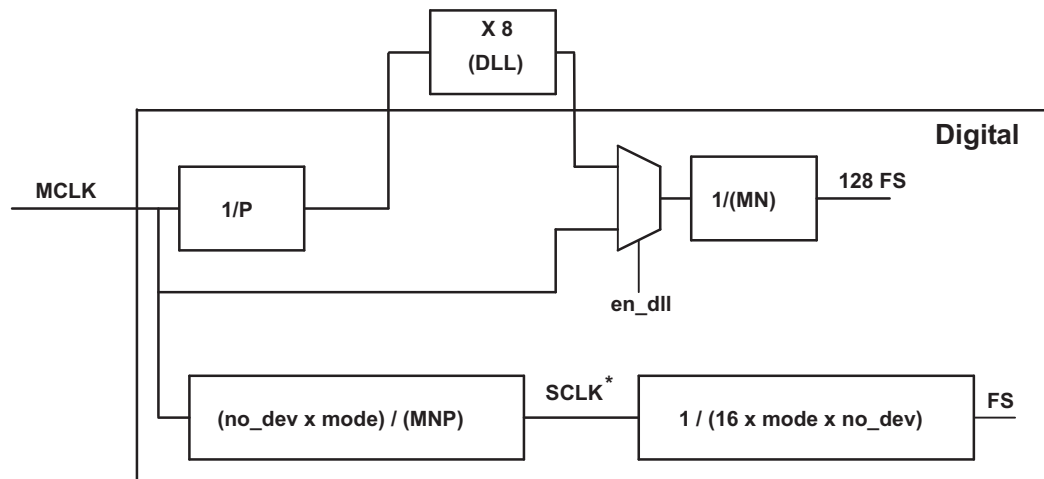 X 8
(DLL)
Digital
MCLK
1/P
1/(MN)
128 FS
en_dll
(no_dev x mode) / (MNP)
SCLK*
1 / (16 x mode x no_dev)
FS